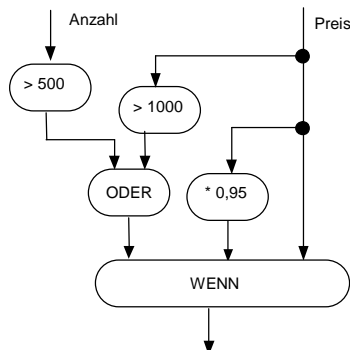 Anzahl
Preis
> 500
> 1000
ODER
* 0,95
WENN